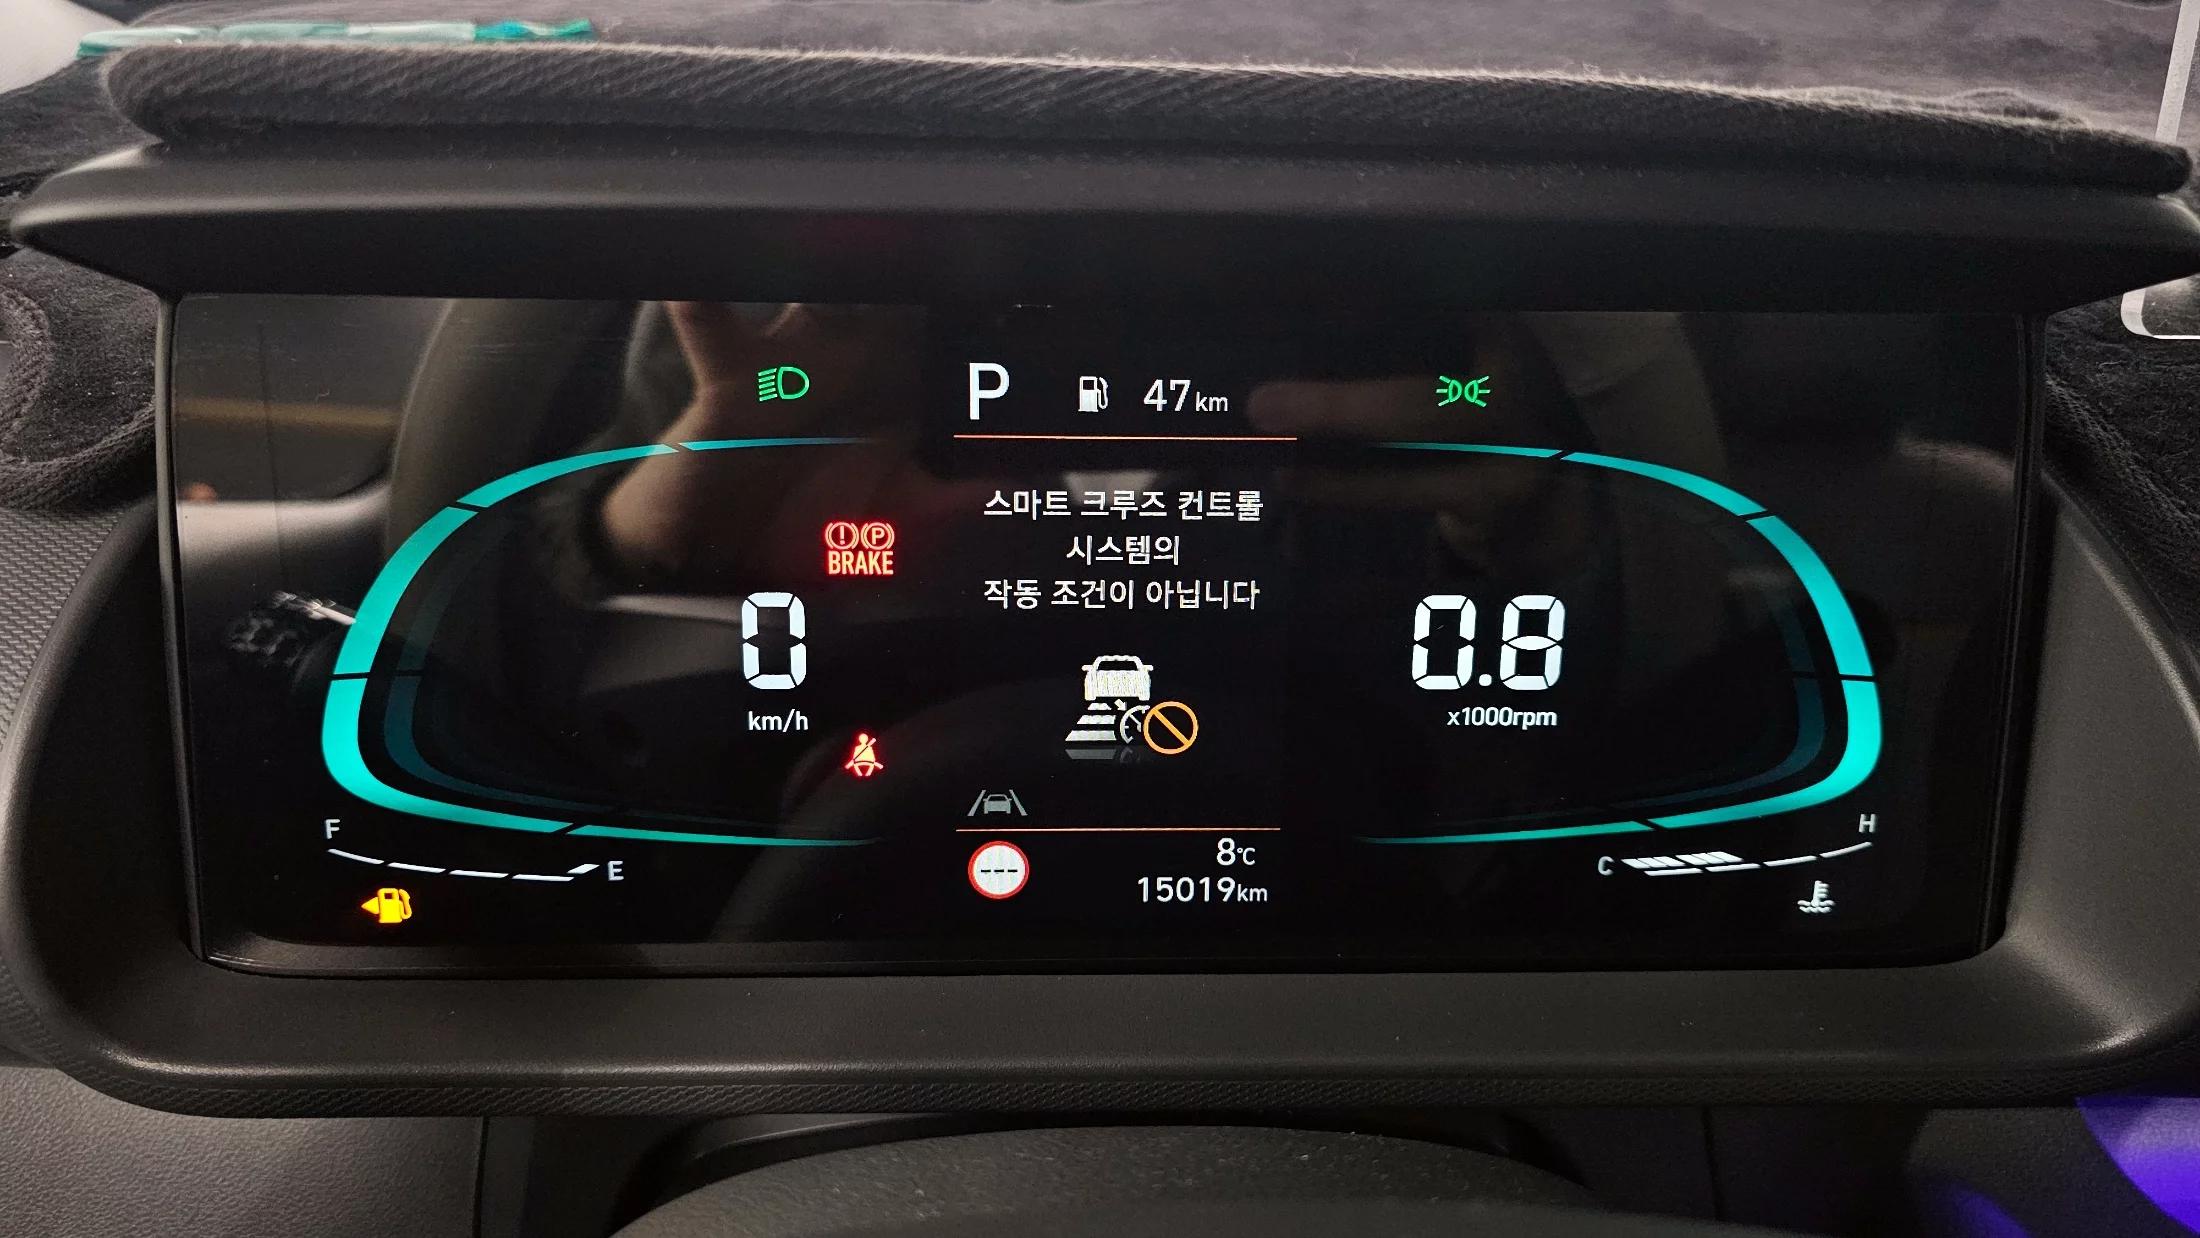 P 47km
스마트 크루즈 컨트롤
시스템의
작동 조건이 아닙니다
BRAKE
0
km/h
0.8
x1000rpm
F
E
8℃
15019km
C
H